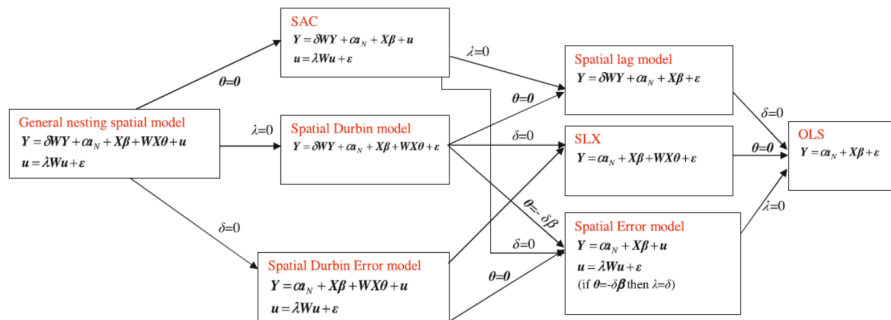 SAC
Y = δWY + αι_N + Xβ + u
u = λWu + ε
λ=0
Spatial lag model
Y = δWY + αι_N + Xβ + ε
θ=0
θ=0
δ=0
General nesting spatial model
Y = δWY + αι_N + Xβ + WXθ + u
u = λWu + ε
λ=0
Spatial Durbin model
Y = δWY + αι_N + Xβ + WXθ + ε
δ=0
SLX
Y = αι_N + Xβ + WXθ + ε
θ=0
OLS
Y = αι_N + Xβ + ε
θ=- δβ
λ=0
δ=0
δ=0
Spatial Error model
Y = αι_N + Xβ + u
u = λWu + ε
(if θ=-δβ then λ=δ)
Spatial Durbin Error model
Y = αι_N + Xβ + WXθ + u
u = λWu + ε
θ=0